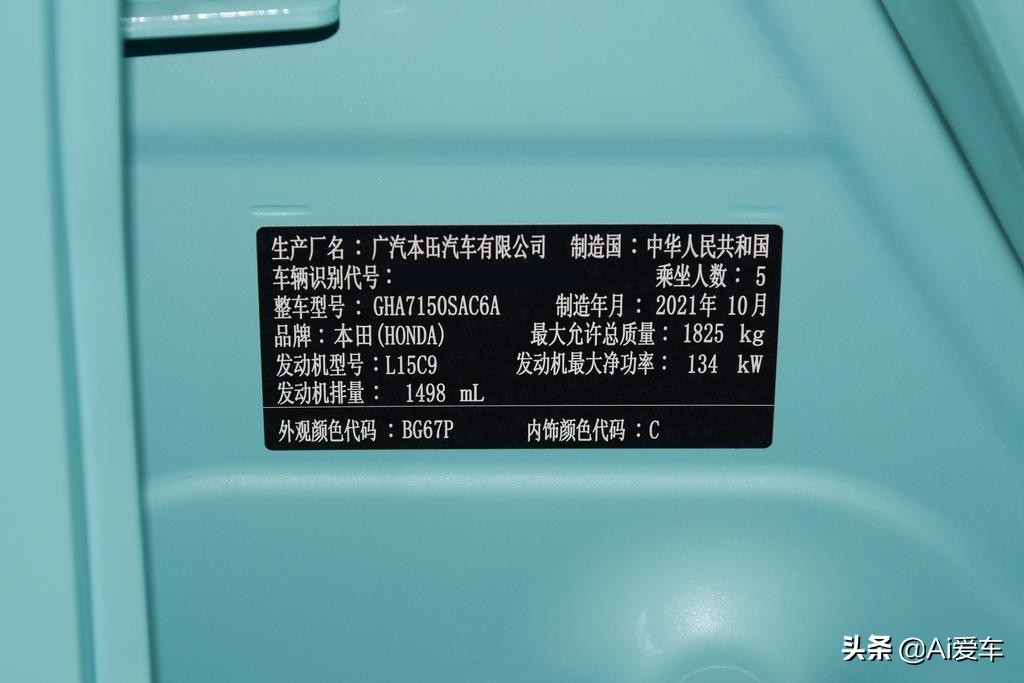 生产厂名：广汽本田汽车有限公司 制造国：中华人民共和国
车辆识别代号： 乘坐人数：5
整车型号：GHA7150SAC6A 制造年月：2021年 10月
品牌：本田(HONDA) 最大允许总质量：1825 kg
发动机型号：L15C9 发动机最大净功率：134 kW
发动机排量：1498 mL
外观颜色代码：BG67P 内饰颜色代码：C
头条 @Ai爱车